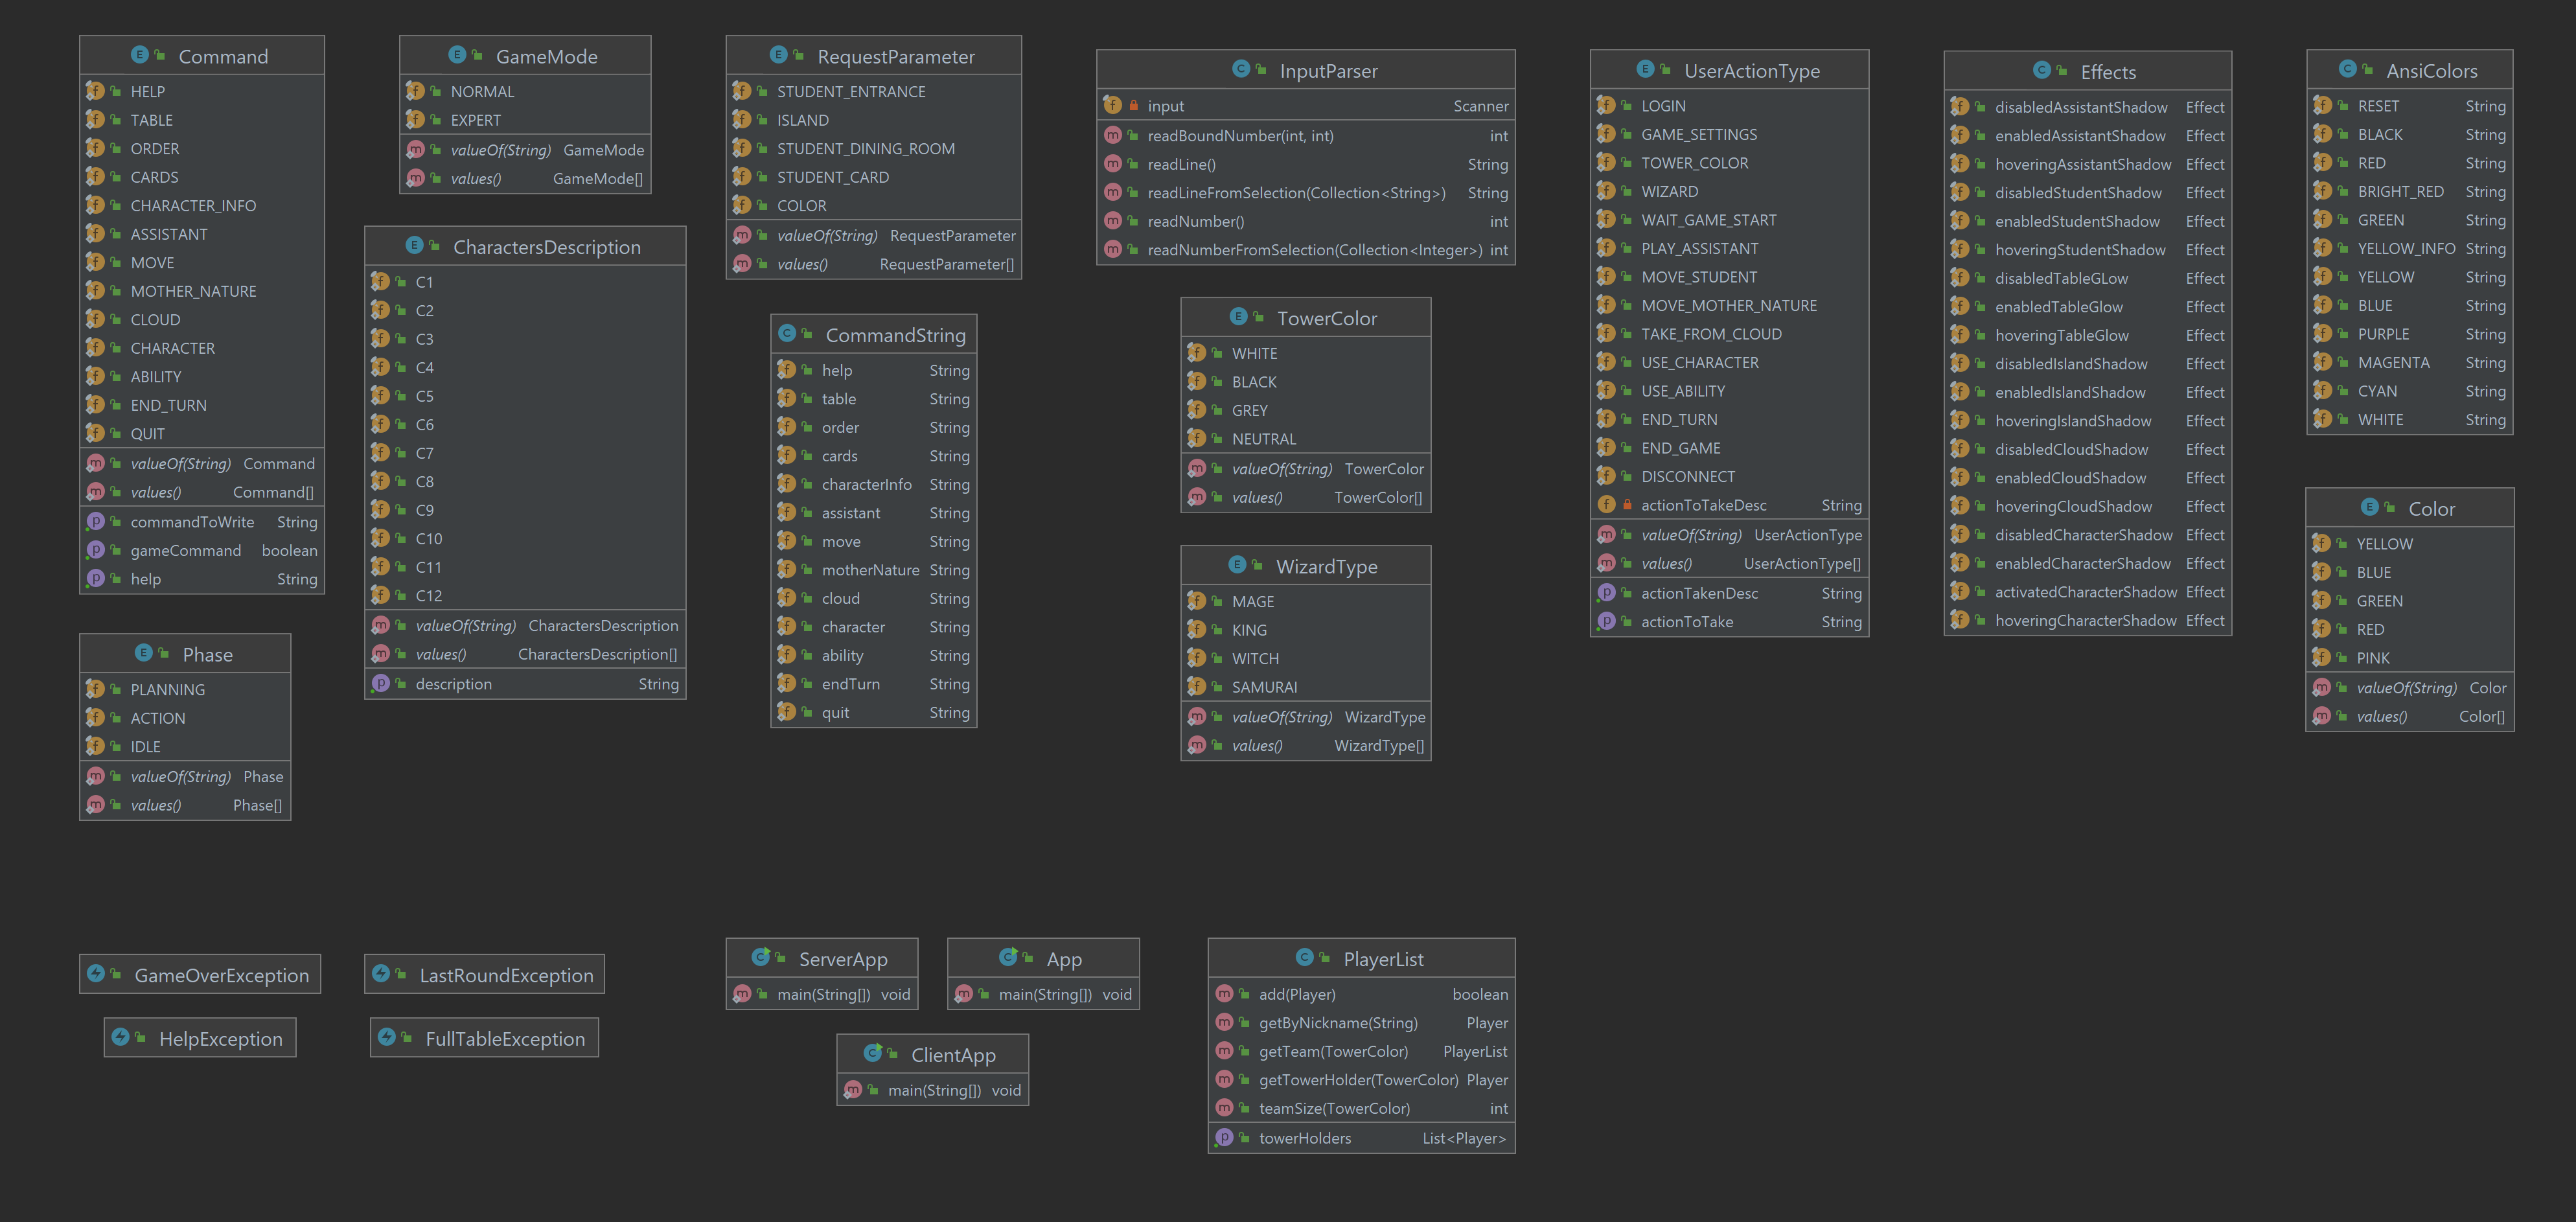 Command
HELP
TABLE
ORDER
CARDS
CHARACTER_INFO
ASSISTANT
MOVE
MOTHER_NATURE
CLOUD
CHARACTER
ABILITY
END_TURN
QUIT
valueOf(String) Command
values() Command[]
commandToWrite String
gameCommand boolean
help String
Phase
PLANNING
ACTION
IDLE
valueOf(String) Phase
values() Phase[]
GameMode
NORMAL
EXPERT
valueOf(String) GameMode
values() GameMode[]
CharactersDescription
C1
C2
C3
C4
C5
C6
C7
C8
C9
C10
C11
C12
valueOf(String) CharactersDescription
values() CharactersDescription[]
description String
RequestParameter
STUDENT_ENTRANCE
ISLAND
STUDENT_DINING_ROOM
STUDENT_CARD
COLOR
valueOf(String) RequestParameter
values() RequestParameter[]
CommandString
help String
table String
order String
cards String
characterInfo String
assistant String
move String
motherNature String
cloud String
character String
ability String
endTurn String
quit String
InputParser
input Scanner
readBoundNumber(int, int) int
readLine() String
readLineFromSelection(Collection<String>) String
readNumber() int
readNumberFromSelection(Collection<Integer>) int
TowerColor
WHITE
BLACK
GREY
NEUTRAL
valueOf(String) TowerColor
values() TowerColor[]
WizardType
MAGE
KING
WITCH
SAMURAI
valueOf(String) WizardType
values() WizardType[]
UserActionType
LOGIN
GAME_SETTINGS
TOWER_COLOR
WIZARD
WAIT_GAME_START
PLAY_ASSISTANT
MOVE_STUDENT
MOVE_MOTHER_NATURE
TAKE_FROM_CLOUD
USE_CHARACTER
USE_ABILITY
END_TURN
END_GAME
DISCONNECT
actionToTakeDesc String
valueOf(String) UserActionType
values() UserActionType[]
actionTakenDesc String
actionToTake String
Effects
disabledAssistantShadow Effect
enabledAssistantShadow Effect
hoveringAssistantShadow Effect
disabledStudentShadow Effect
enabledStudentShadow Effect
hoveringStudentShadow Effect
disabledTableGLow Effect
enabledTableGlow Effect
hoveringTableGlow Effect
disabledIslandShadow Effect
enabledIslandShadow Effect
hoveringIslandShadow Effect
disabledCloudShadow Effect
enabledCloudShadow Effect
hoveringCloudShadow Effect
disabledCharacterShadow Effect
enabledCharacterShadow Effect
activatedCharacterShadow Effect
hoveringCharacterShadow Effect
AnsiColors
RESET String
BLACK String
RED String
BRIGHT_RED String
GREEN String
YELLOW_INFO String
YELLOW String
BLUE String
PURPLE String
MAGENTA String
CYAN String
WHITE String
Color
YELLOW
BLUE
GREEN
RED
PINK
valueOf(String) Color
values() Color[]
GameOverException
LastRoundException
HelpException
FullTableException
ServerApp
main(String[]) void
App
main(String[]) void
ClientApp
main(String[]) void
PlayerList
add(Player) boolean
getByNickname(String) Player
getTeam(TowerColor) PlayerList
getTowerHolder(TowerColor) Player
teamSize(TowerColor) int
towerHolders List<Player>